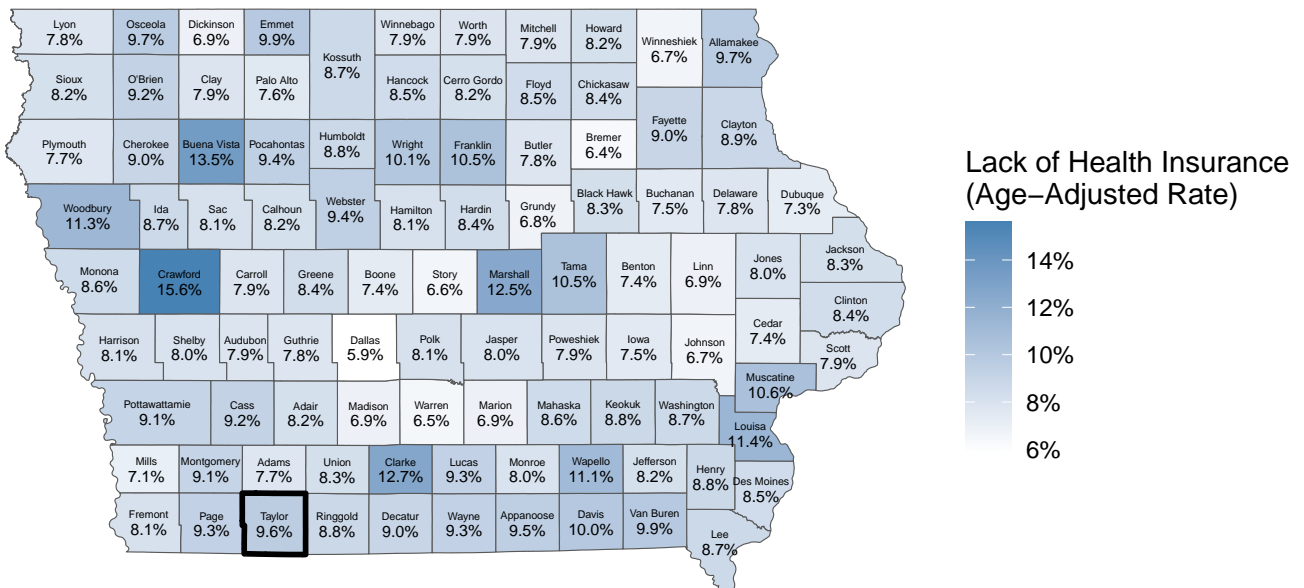 Lyon
7.8%
Osceola
9.7%
Dickinson
6.9%
Emmet
9.9%
Kossuth
8.7%
Winnebago
7.9%
Worth
7.9%
Mitchell
7.9%
Howard
8.2%
Winneshiek
6.7%
Allamakee
9.7%
Sioux
8.2%
O'Brien
9.2%
Clay
7.9%
Palo Alto
7.6%
Hancock
8.5%
Cerro Gordo
8.2%
Floyd
8.5%
Chickasaw
8.4%
Fayette
9.0%
Clayton
8.9%
Plymouth
7.7%
Cherokee
9.0%
Buena Vista
13.5%
Pocahontas
9.4%
Humboldt
8.8%
Wright
10.1%
Franklin
10.5%
Butler
7.8%
Bremer
6.4%
Woodbury
11.3%
Ida
8.7%
Sac
8.1%
Calhoun
8.2%
Webster
9.4%
Hamilton
8.1%
Hardin
8.4%
Grundy
6.8%
Black Hawk
8.3%
Buchanan
7.5%
Delaware
7.8%
Dubuque
7.3%
Monona
8.6%
Crawford
15.6%
Carroll
7.9%
Greene
8.4%
Boone
7.4%
Story
6.6%
Marshall
12.5%
Tama
10.5%
Benton
7.4%
Linn
6.9%
Jones
8.0%
Jackson
8.3%
Clinton
8.4%
Harrison
8.1%
Shelby
8.0%
Audubon
7.9%
Guthrie
7.8%
Dallas
5.9%
Polk
8.1%
Jasper
8.0%
Poweshiek
7.9%
Iowa
7.5%
Johnson
6.7%
Cedar
7.4%
Scott
7.9%
Muscatine
10.6%
Pottawattamie
9.1%
Cass
9.2%
Adair
8.2%
Madison
6.9%
Warren
6.5%
Marion
6.9%
Mahaska
8.6%
Keokuk
8.8%
Washington
8.7%
Louisa
11.4%
Mills
7.1%
Montgomery
9.1%
Adams
7.7%
Union
8.3%
Clarke
12.7%
Lucas
9.3%
Monroe
8.0%
Wapello
11.1%
Jefferson
8.2%
Henry
8.8%
Des Moines
8.5%
Fremont
8.1%
Page
9.3%
Taylor
9.6%
Ringgold
8.8%
Decatur
9.0%
Wayne
9.3%
Appanoose
9.5%
Davis
10.0%
Van Buren
9.9%
Lee
8.7%
Lack of Health Insurance
(Age−Adjusted Rate)
14%
12%
10%
8%
6%